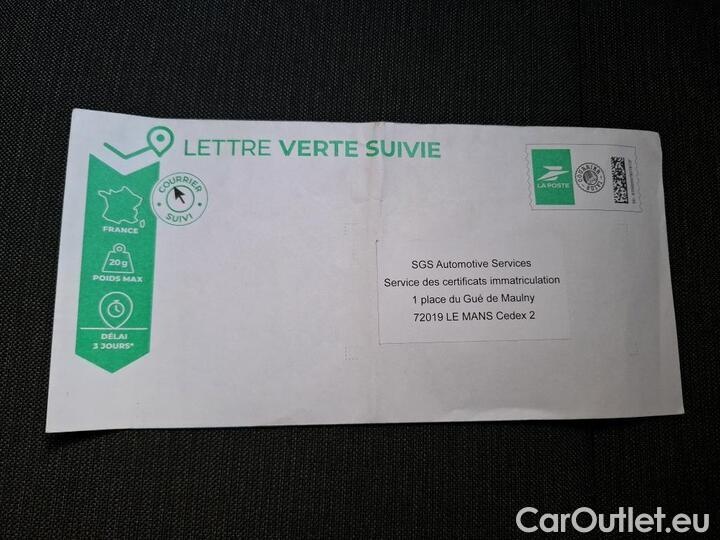 LETTRE VERTE SUIVIE
COURRIER
SUIVI
FRANCE
20g
POIDS MAX
DÉLAI
3 JOURS*
LA POSTE
SGS Automotive Services
Service des certificats immatriculation
1 place du Gué de Maulny
72019 LE MANS Cedex 2
CarOutlet.eu